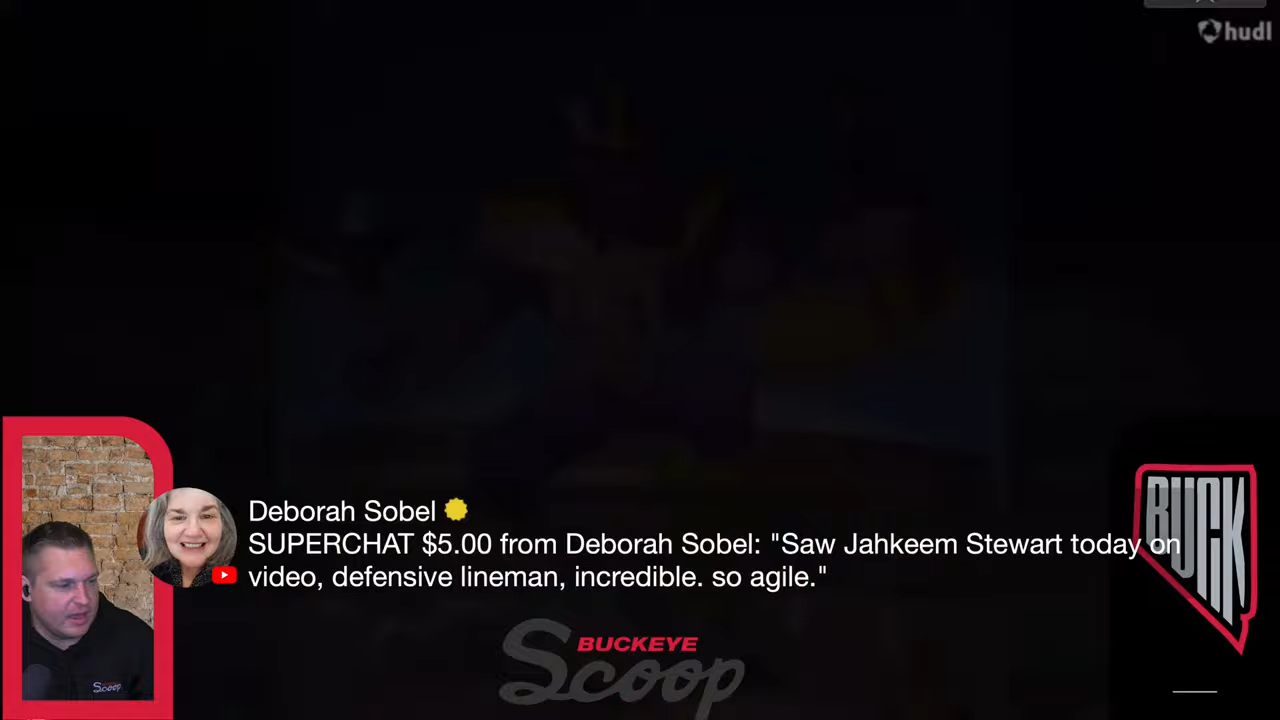 hudl
Deborah Sobel
SUPERCHAT $5.00 from Deborah Sobel: "Saw Jahkeem Stewart today on
video, defensive lineman, incredible. so agile."
BUCK
BUCKEYE
Scoop
Scoop